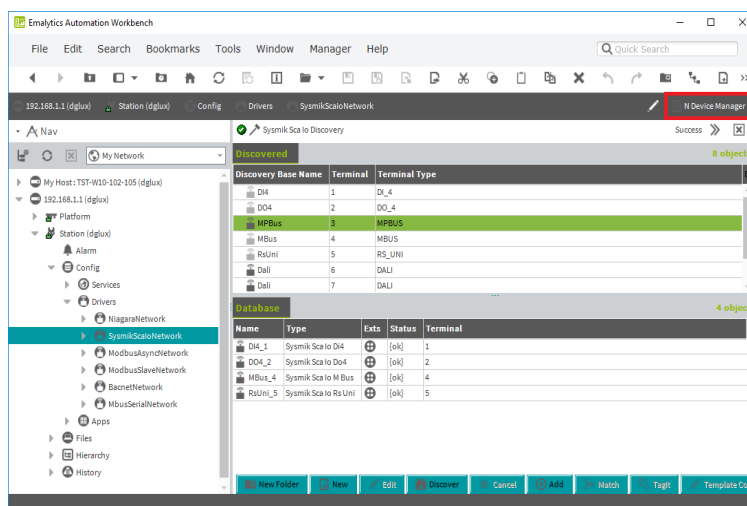 Emalytics Automation Workbench
File Edit Search Bookmarks Tools Window Manager Help
Quick Search
192.168.1.1 (dglux) Station (dglux) Config Drivers SysmikScaIoNetwork N Device Manager
Nav
My Network
My Host : TST-W10-102-105 (dglux)
192.168.1.1 (dglux)
Platform
Station (dglux)
Alarm
Config
Services
Drivers
NiagaraNetwork
SysmikScaIoNetwork
ModbusAsyncNetwork
ModbusSlaveNetwork
BacnetNetwork
MbusSerialNetwork
Apps
Files
Hierarchy
History
Sysmik Sca Io Discovery Success
Discovered 8 object
Discovery Base Name Terminal Terminal Type
DI4 1 DI_4
DO4 2 DO_4
MPBus 3 MPBUS
MBus 4 MBUS
RsUni 5 RS_UNI
Dali 6 DALI
Dali 7 DALI
Database 4 objec
Name Type Exts Status Terminal
DI4_1 Sysmik Sca Io Di4 {ok} 1
DO4_2 Sysmik Sca Io Do4 {ok} 2
MBus_4 Sysmik Sca Io M Bus {ok} 4
RsUni_5 Sysmik Sca Io Rs Uni {ok} 5
New Folder New Edit Discover Cancel Add Match TagIt Template Co